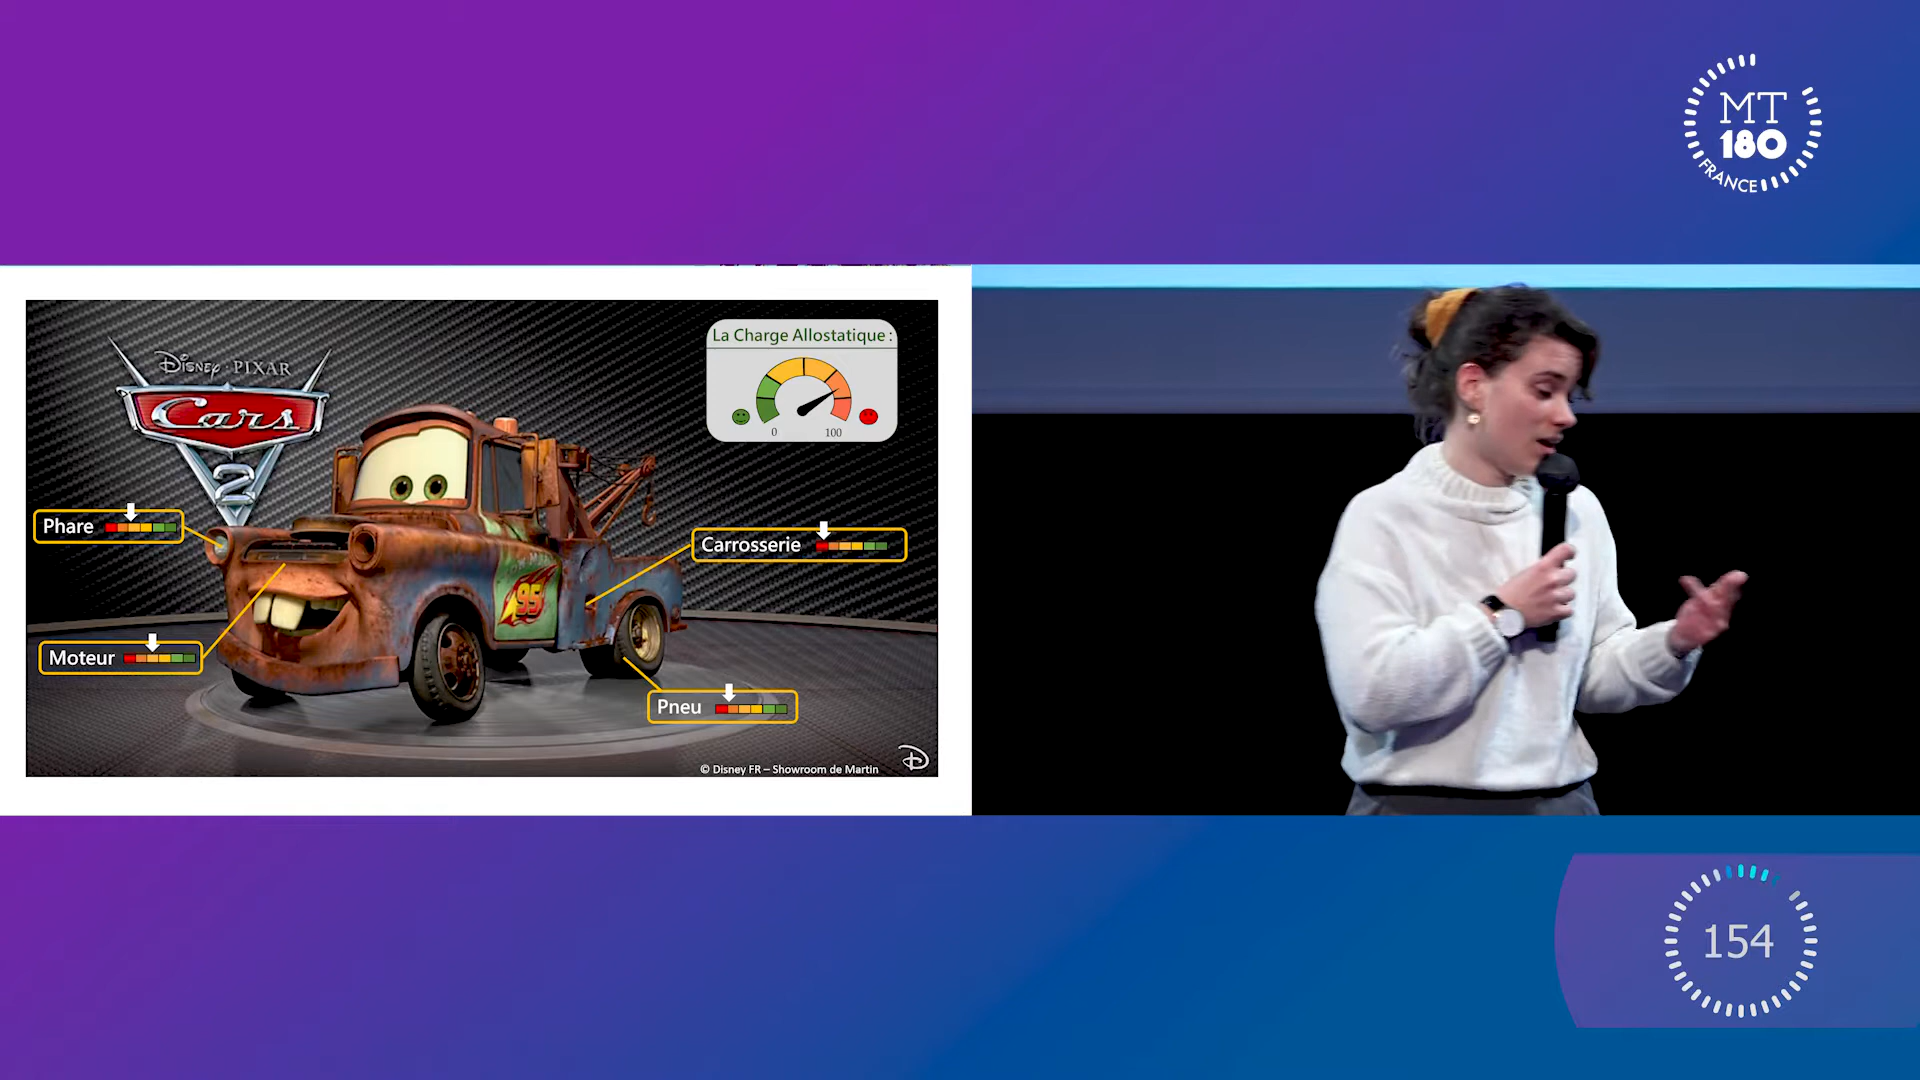 MT
180
FRANCE
La Charge Allostatique :
0 100
DISNEY · PIXAR
Cars
2
Phare
Carrosserie
95
Moteur
Pneu
© Disney FR – Showroom de Martin
D
154